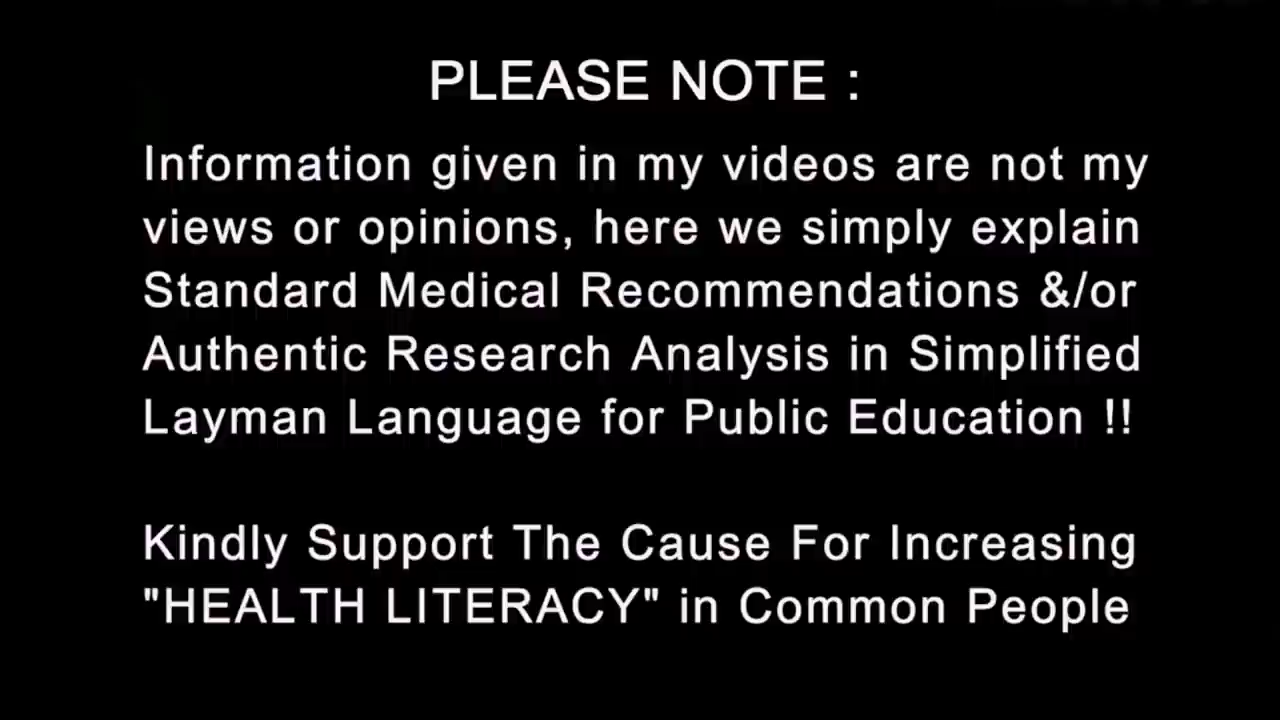 PLEASE NOTE :
Information given in my videos are not my
views or opinions, here we simply explain
Standard Medical Recommendations &/or
Authentic Research Analysis in Simplified
Layman Language for Public Education !!
Kindly Support The Cause For Increasing
"HEALTH LITERACY" in Common People